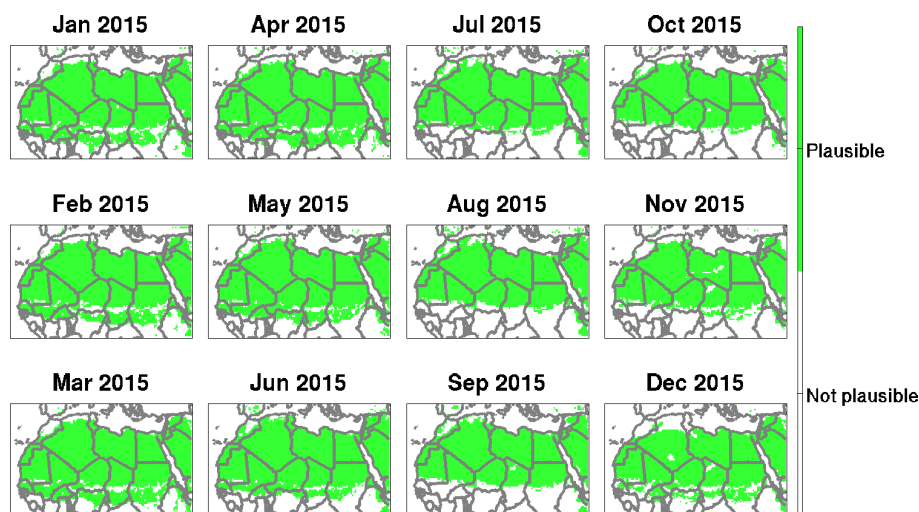 Jan 2015
Apr 2015
Jul 2015
Oct 2015
Plausible
Feb 2015
May 2015
Aug 2015
Nov 2015
Mar 2015
Jun 2015
Sep 2015
Dec 2015
Not plausible